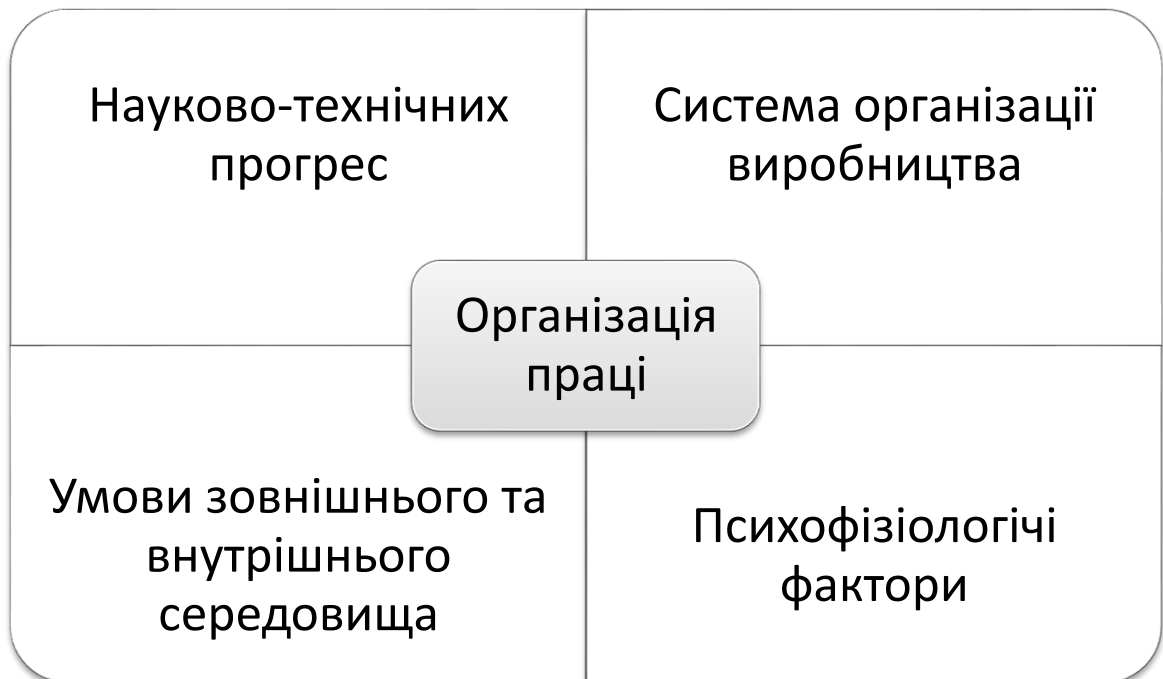 Науково-технічних
прогрес
Система організації
виробництва
Організація
праці
Умови зовнішнього та
внутрішнього
середовища
Психофізіологічі
фактори